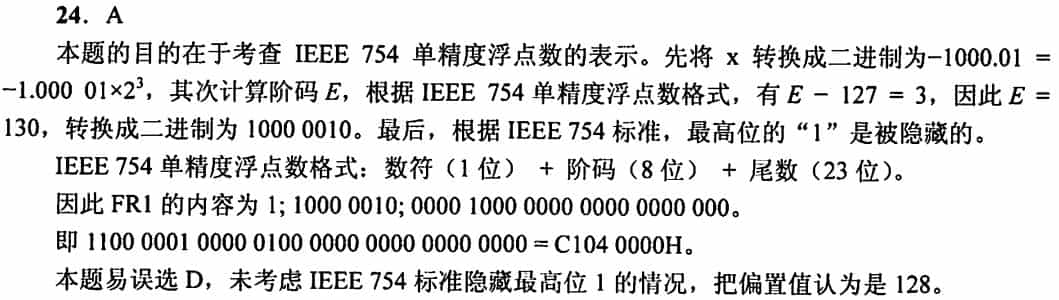 24. A
本题的目的在于考查 IEEE 754 单精度浮点数的表示。先将 x 转换成二进制为−1000.01 =
−1.000 01×2³，其次计算阶码 E，根据 IEEE 754 单精度浮点数格式，有 E − 127 = 3，因此 E =
130，转换成二进制为 1000 0010。最后，根据 IEEE 754 标准，最高位的“1”是被隐藏的。
IEEE 754 单精度浮点数格式：数符（1 位） + 阶码（8 位） + 尾数（23 位）。
因此 FR1 的内容为 1; 1000 0010; 0000 1000 0000 0000 0000 000。
即 1100 0001 0000 0100 0000 0000 0000 0000 = C104 0000H。
本题易误选 D，未考虑 IEEE 754 标准隐藏最高位 1 的情况，把偏置值认为是 128。